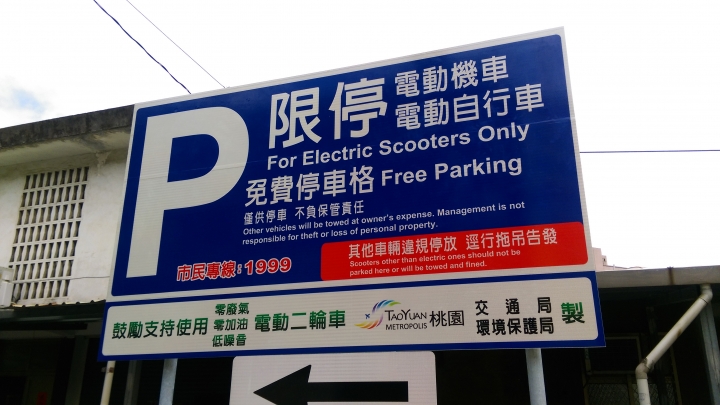 P
限停 電動機車
電動自行車
For Electric Scooters Only
免費停車格 Free Parking
僅供停車 不負保管責任
Other vehicles will be towed at owner's expense. Management is not
responsible for theft or loss of personal property.
市民專線:1999
其他車輛違規停放 逕行拖吊告發
Scooters other than electric ones should not be
parked here or will be towed and fined.
鼓勵支持使用
零廢氣
零加油
低噪音
電動二輪車
TAOYUAN
METROPOLIS
桃園
交通局
環境保護局
製